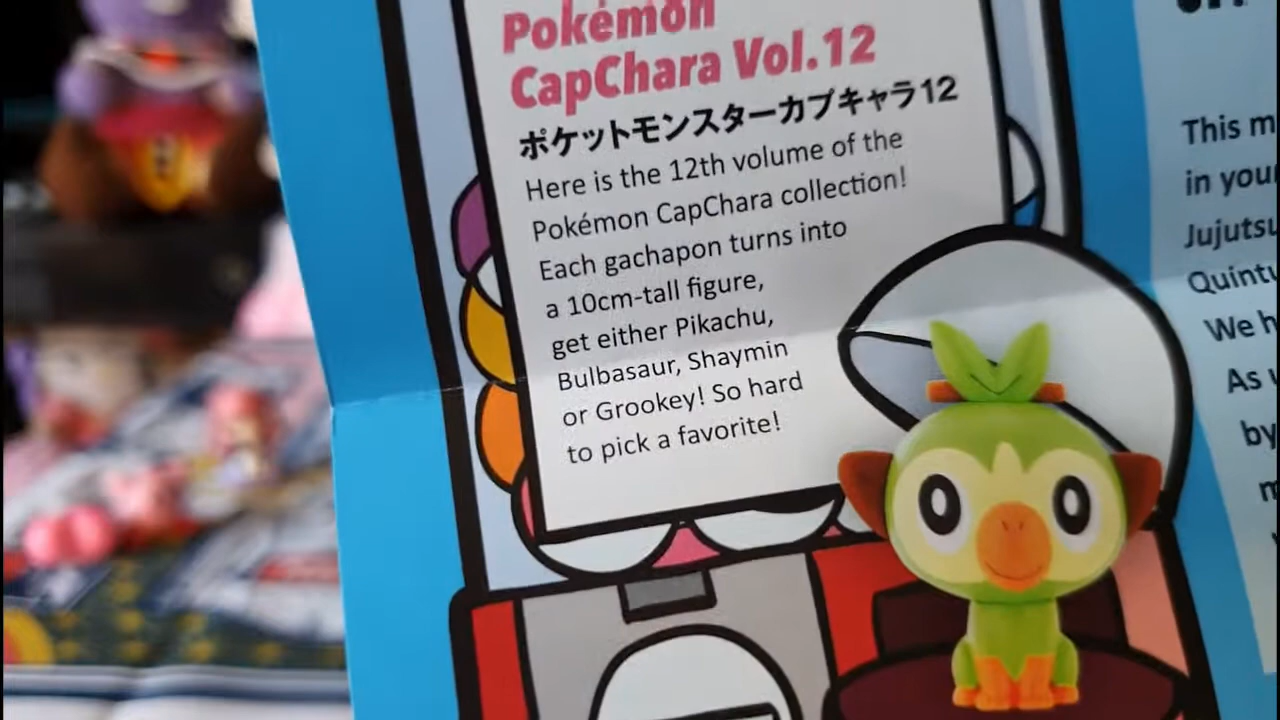 Pokémon
CapChara Vol.12
ポケットモンスターカプキャラ12
Here is the 12th volume of the
Pokémon CapChara collection!
Each gachapon turns into
a 10cm-tall figure,
get either Pikachu,
Bulbasaur, Shaymin
or Grookey! So hard
to pick a favorite!
This m
in your
Jujutsu
Quintu
We h
As
by